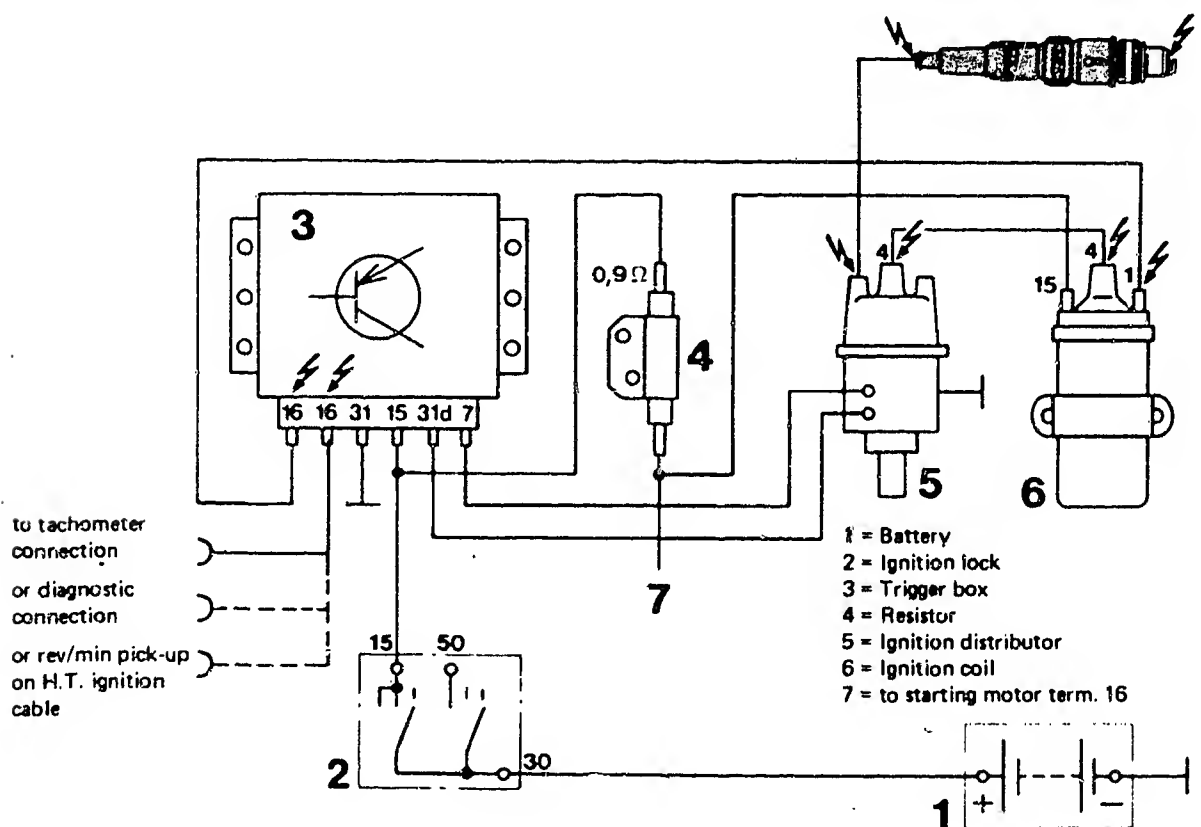 3
0,9 Ω
4
4
4
1
15
16 16 31 15 31d 7
5
6
7
to tachometer
connection
or diagnostic
connection
or rev/min pick-up
on H.T. ignition
cable
1 = Battery
2 = Ignition lock
3 = Trigger box
4 = Resistor
5 = Ignition distributor
6 = Ignition coil
7 = to starting motor term. 16
15 50
2
30
1
+ −